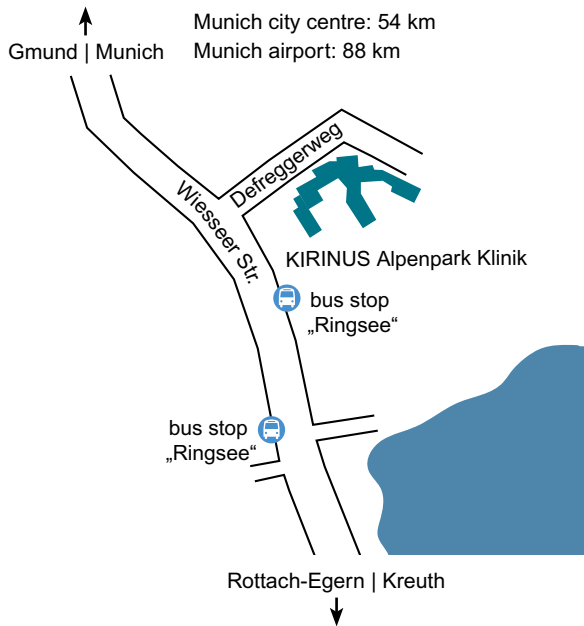 Munich city centre: 54 km
Gmund | Munich
Munich airport: 88 km
Defreggerweg
Wiesseer Str.
KIRINUS Alpenpark Klinik
bus stop
„Ringsee“
bus stop
„Ringsee“
Rottach-Egern | Kreuth